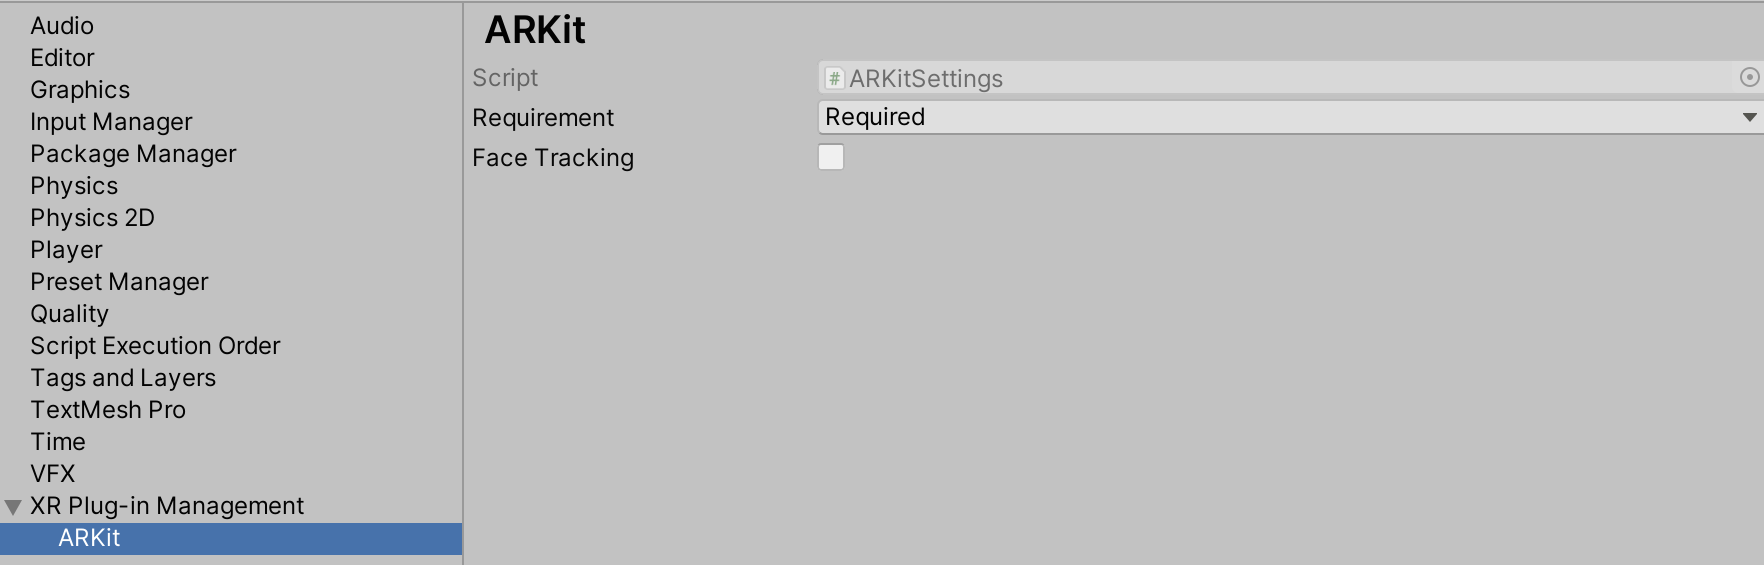 Audio
Editor
Graphics
Input Manager
Package Manager
Physics
Physics 2D
Player
Preset Manager
Quality
Script Execution Order
Tags and Layers
TextMesh Pro
Time
VFX
XR Plug-in Management
ARKit
ARKit
Script # ARKitSettings
Requirement Required
Face Tracking